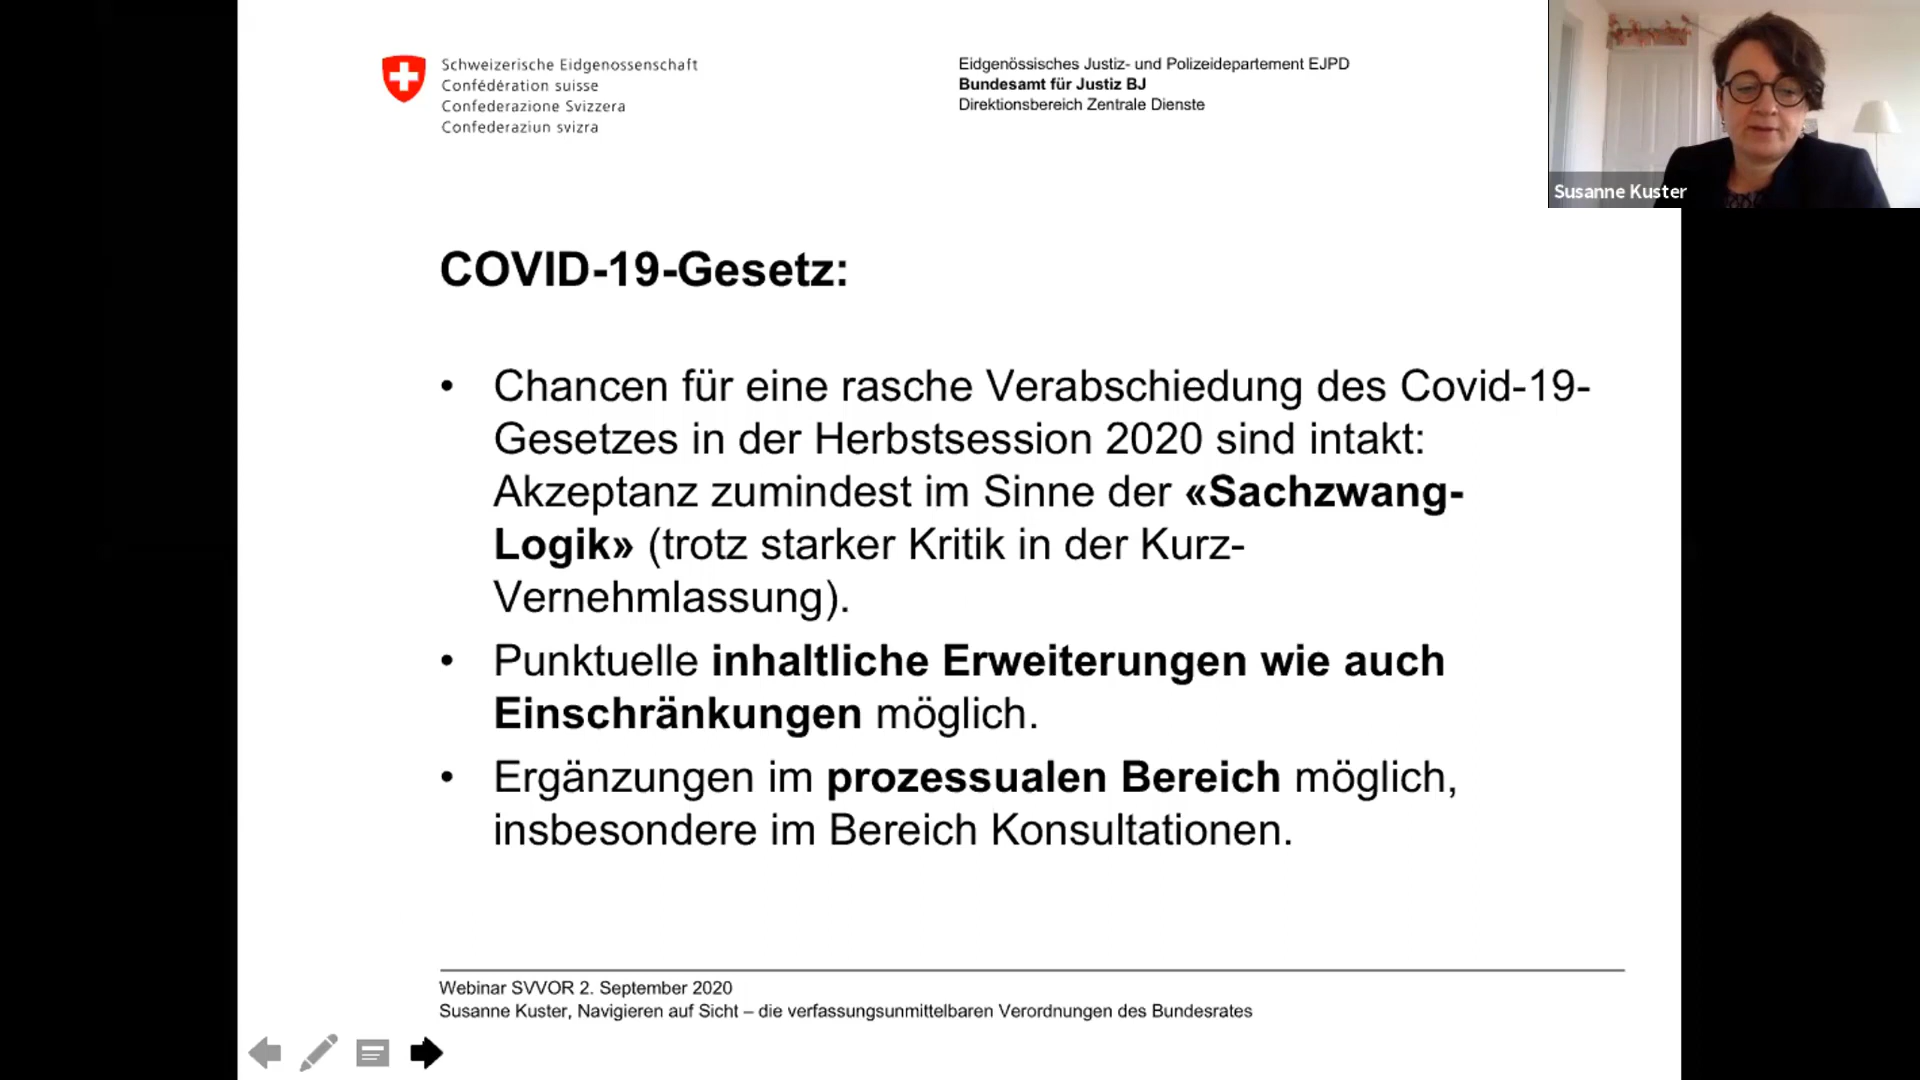 Schweizerische Eidgenossenschaft
Confédération suisse
Confederazione Svizzera
Confederaziun svizra
Eidgenössisches Justiz- und Polizeidepartement EJPD
Bundesamt für Justiz BJ
Direktionsbereich Zentrale Dienste
Susanne Kuster
COVID-19-Gesetz:
• Chancen für eine rasche Verabschiedung des Covid-19-
Gesetzes in der Herbstsession 2020 sind intakt:
Akzeptanz zumindest im Sinne der «Sachzwang-
Logik» (trotz starker Kritik in der Kurz-
Vernehmlassung).
• Punktuelle inhaltliche Erweiterungen wie auch
Einschränkungen möglich.
• Ergänzungen im prozessualen Bereich möglich,
insbesondere im Bereich Konsultationen.
Webinar SVVOR 2. September 2020
Susanne Kuster, Navigieren auf Sicht – die verfassungsunmittelbaren Verordnungen des Bundesrates